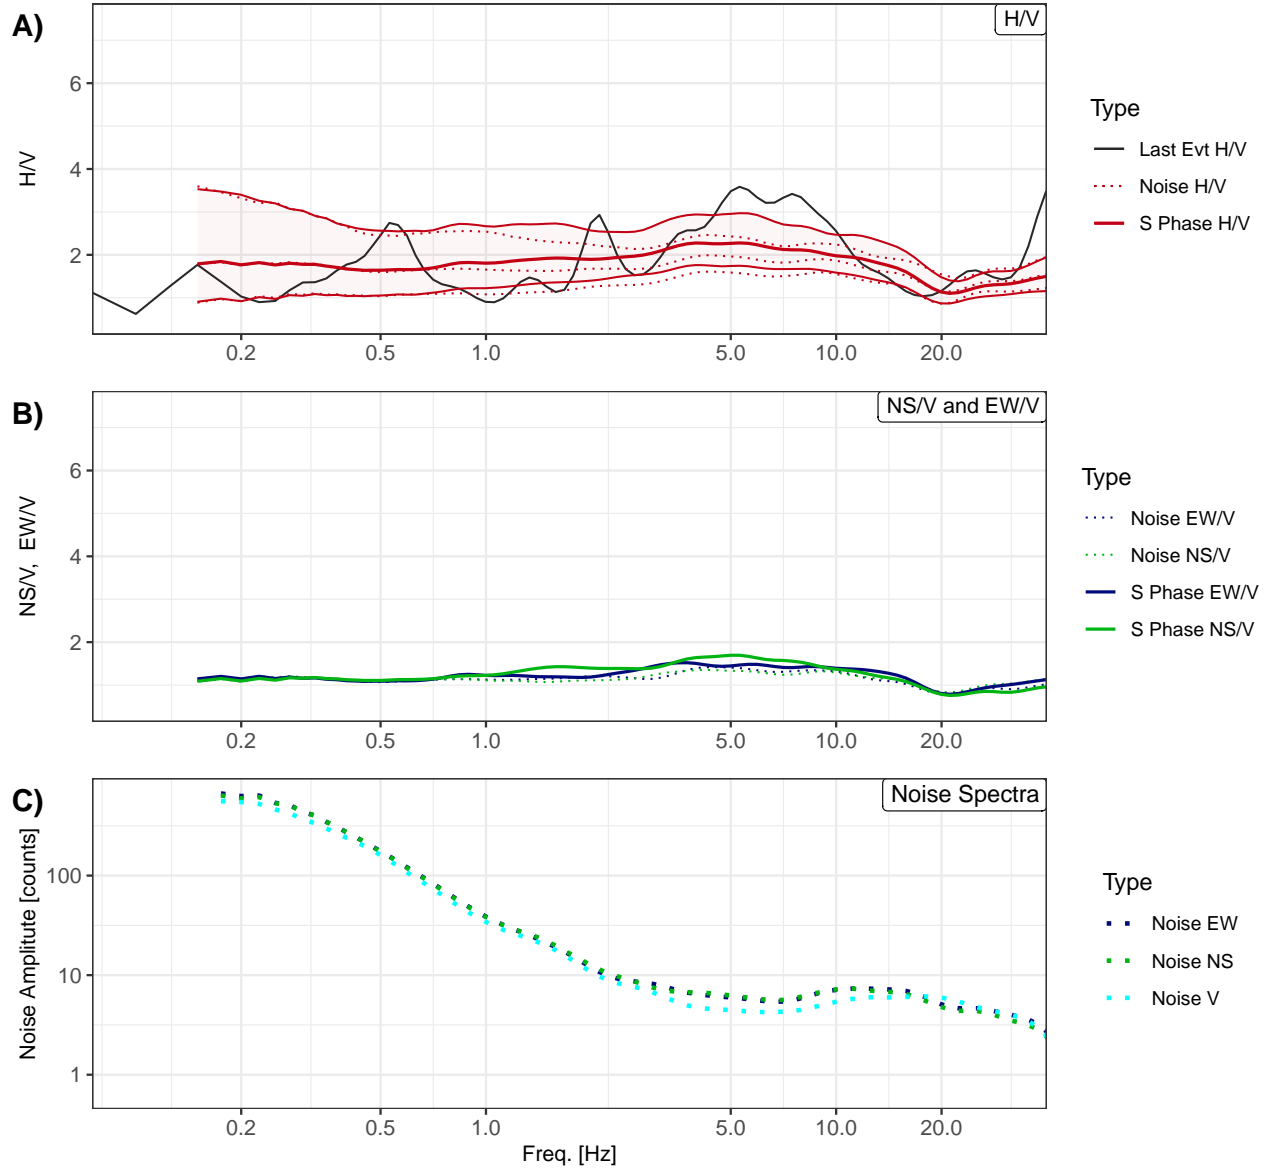 A)
H/V
6
4
2
H/V
0.2 0.5 1.0 5.0 10.0 20.0
Type
Last Evt H/V
Noise H/V
S Phase H/V
B)
NS/V and EW/V
6
4
2
NS/V, EW/V
0.2 0.5 1.0 5.0 10.0 20.0
Type
Noise EW/V
Noise NS/V
S Phase EW/V
S Phase NS/V
C)
Noise Spectra
100
10
1
Noise Amplitute [counts]
0.2 0.5 1.0 5.0 10.0 20.0
Freq. [Hz]
Type
Noise EW
Noise NS
Noise V